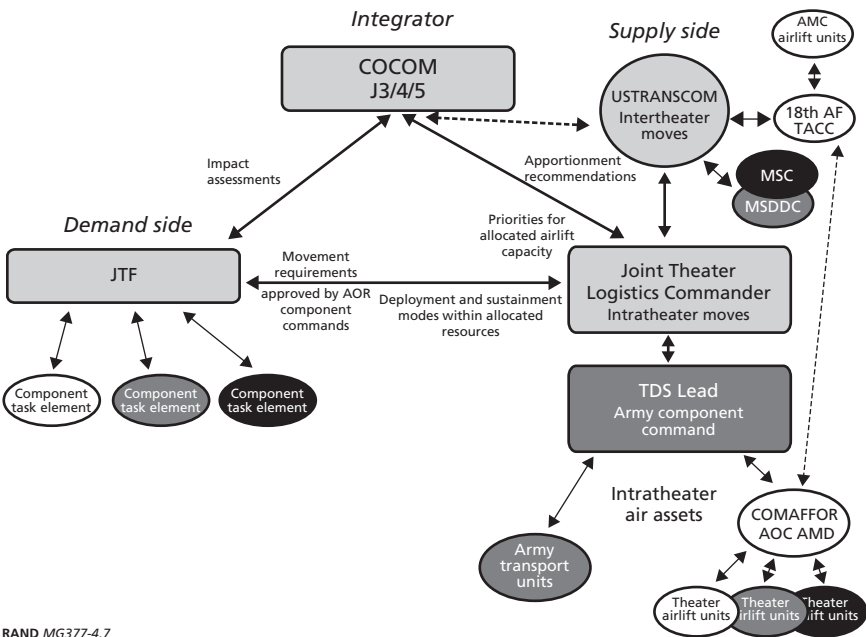 Integrator
Supply side
AMC
airlift units
COCOM
J3/4/5
USTRANSCOM
Intertheater
moves
18th AF
TACC
Impact
assessments
Apportionment
recommendations
MSC
MSDDC
Demand side
Priorities for
allocated airlift
capacity
JTF
Movement
requirements
approved by AOR
component
commands
Deployment and sustainment
modes within allocated
resources
Joint Theater
Logistics Commander
Intratheater moves
Component
task element
Component
task element
Component
task element
TDS Lead
Army component
command
Intratheater
air assets
COMAFFOR
AOC AMD
Army
transport
units
Theater
airlift units
Theater
irlift units
Theater
lift units
RAND MG377-4.7